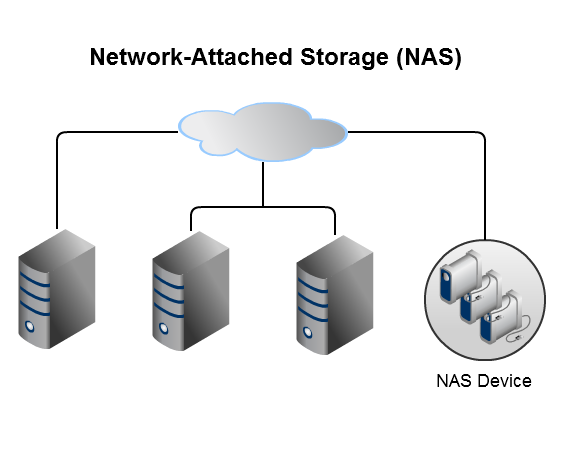 Network-Attached Storage (NAS)
NAS Device